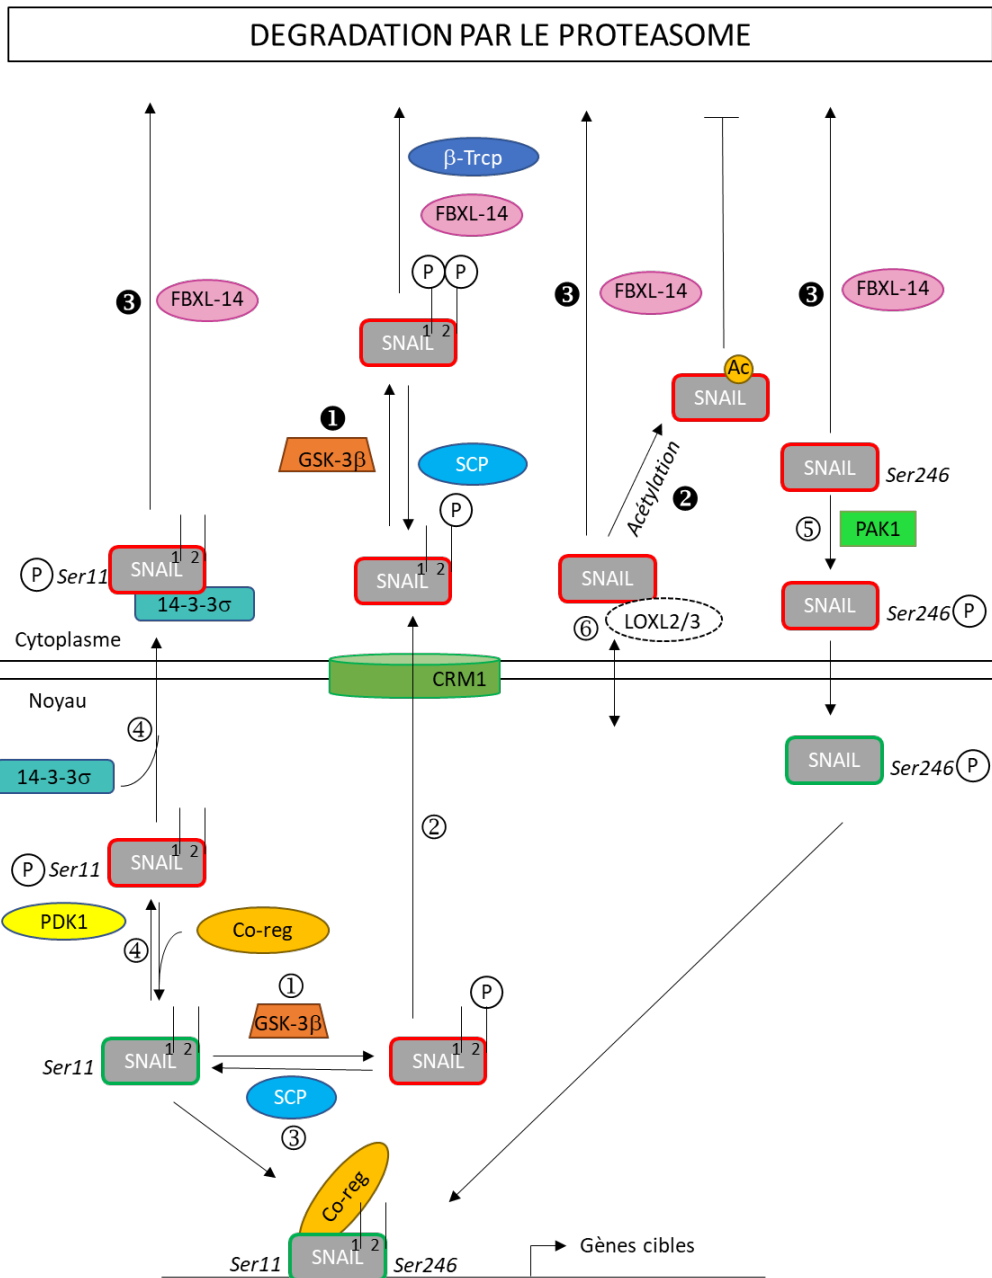 DEGRADATION PAR LE PROTEASOME
β-Trcp
FBXL-14
P P
❸ FBXL-14
❸ FBXL-14
❸ FBXL-14
1 2
SNAIL
Ac
SNAIL
❶
GSK-3β
SCP
Acétylation
❷
SNAIL Ser246
P
⑤ PAK1
1 2
P Ser11 SNAIL
14-3-3σ
1 2
SNAIL
SNAIL
⑥ LOXL2/3
SNAIL Ser246 P
Cytoplasme
CRM1
Noyau
④
14-3-3σ
SNAIL Ser246 P
②
1 2
P Ser11 SNAIL
PDK1
④
Co-reg
①
GSK-3β
P
1 2
Ser11 SNAIL
1 2
SNAIL
SCP
③
Co-reg
1 2
Ser11 SNAIL Ser246
Gènes cibles